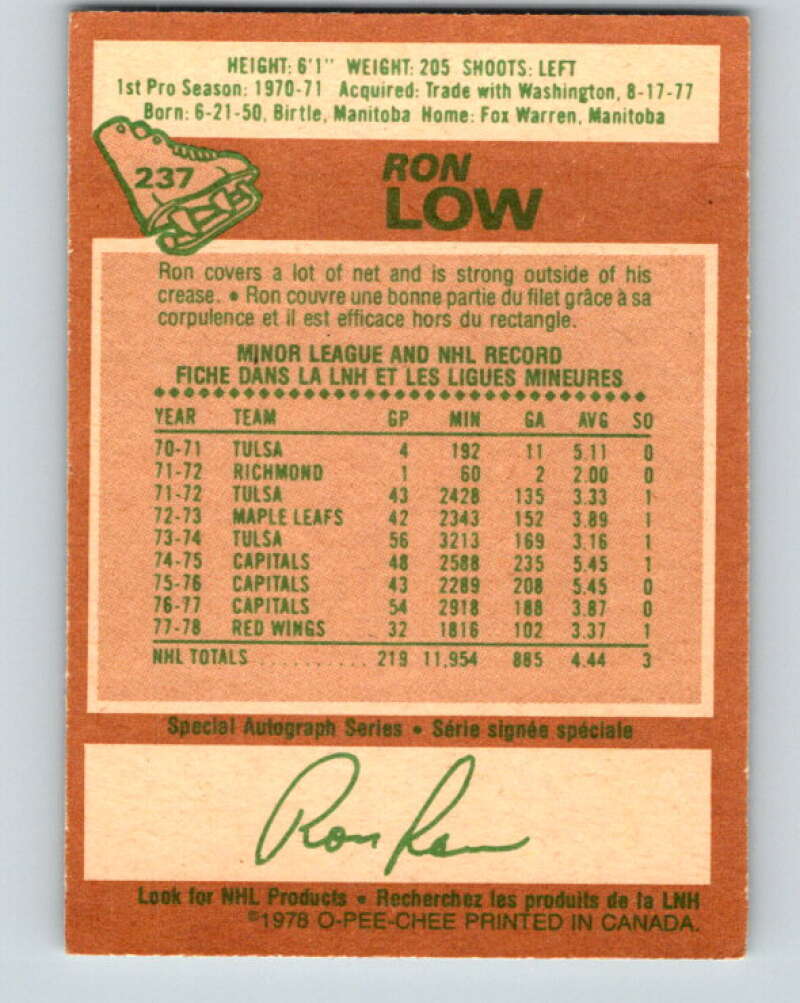 HEIGHT: 6'1" WEIGHT: 205 SHOOTS: LEFT
1st Pro Season: 1970-71 Acquired: Trade with Washington, 8-17-77
Born: 6-21-50, Birtle, Manitoba Home: Fox Warren, Manitoba
237
RON
LOW
Ron covers a lot of net and is strong outside of his
crease. • Ron couvre une bonne partie du filet grâce à sa
corpulence et il est efficace hors du rectangle.
MINOR LEAGUE AND NHL RECORD
FICHE DANS LA LNH ET LES LIGUES MINEURES
YEAR TEAM GP MIN GA AVG SO
70-71 TULSA 4 192 11 5.11 0
71-72 RICHMOND 1 60 2 2.00 0
71-72 TULSA 43 2428 135 3.33 1
72-73 MAPLE LEAFS 42 2343 152 3.89 1
73-74 TULSA 56 3213 169 3.16 1
74-75 CAPITALS 48 2588 235 5.45 1
75-76 CAPITALS 43 2289 208 5.45 0
76-77 CAPITALS 54 2918 188 3.87 0
77-78 RED WINGS 32 1816 102 3.37 1
NHL TOTALS .......... 219 11,954 885 4.44 3
Special Autograph Series • Série signée spéciale
Ron Low
Look for NHL Products • Recherchez les produits de la LNH
©1978 O-PEE-CHEE PRINTED IN CANADA.